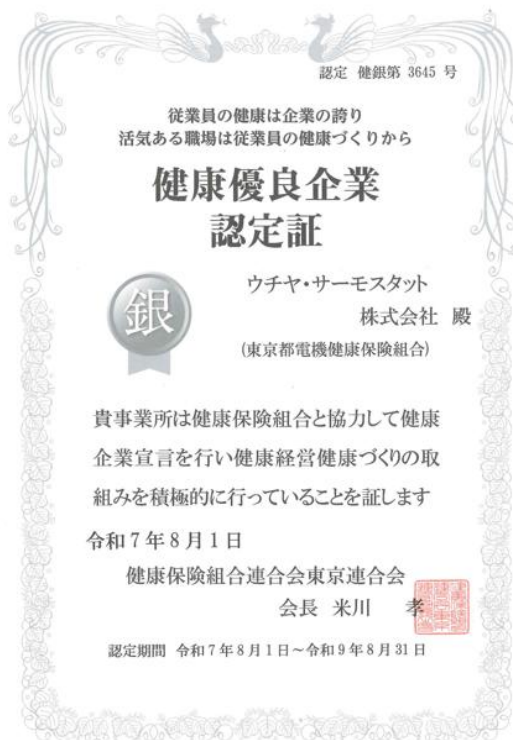 認定 健銀第 3645 号
従業員の健康は企業の誇り
活気ある職場は従業員の健康づくりから
健康優良企業
認定証
銀
ウチヤ・サーモスタット
株式会社 殿
(東京都電機健康保険組合)
貴事業所は健康保険組合と協力して健康
企業宣言を行い健康経営健康づくりの取
組みを積極的に行っていることを証します
令和7年8月1日
健康保険組合連合会東京連合会
会長 米川 孝
認定期間 令和7年8月1日～令和9年8月31日